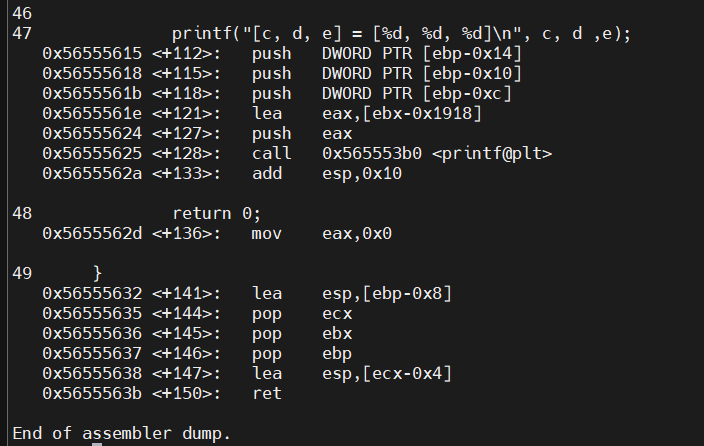 46
47              printf("[c, d, e] = [%d, %d, %d]\n", c, d ,e);
   0x56555615 <+112>:   push   DWORD PTR [ebp-0x14]
   0x56555618 <+115>:   push   DWORD PTR [ebp-0x10]
   0x5655561b <+118>:   push   DWORD PTR [ebp-0xc]
   0x5655561e <+121>:   lea    eax,[ebx-0x1918]
   0x56555624 <+127>:   push   eax
   0x56555625 <+128>:   call   0x565553b0 <printf@plt>
   0x5655562a <+133>:   add    esp,0x10
48              return 0;
   0x5655562d <+136>:   mov    eax,0x0
49      }
   0x56555632 <+141>:   lea    esp,[ebp-0x8]
   0x56555635 <+144>:   pop    ecx
   0x56555636 <+145>:   pop    ebx
   0x56555637 <+146>:   pop    ebp
   0x56555638 <+147>:   lea    esp,[ecx-0x4]
   0x5655563b <+150>:   ret
End of assembler dump.